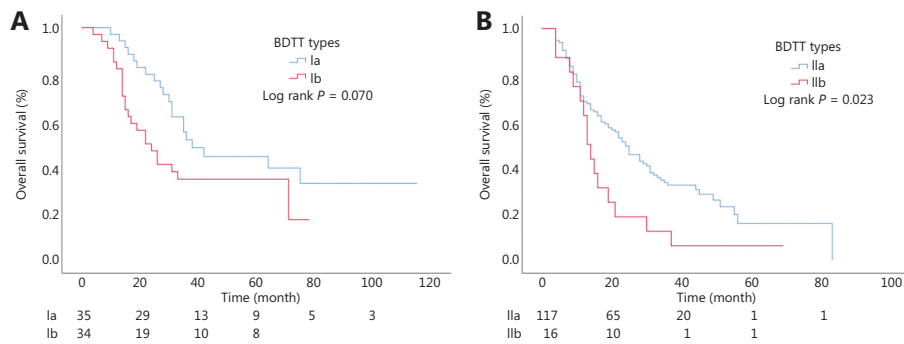 A
BDTT types
Ia
Ib
Log rank P = 0.070
Overall survival (%)
1.0
0.8
0.6
0.4
0.2
0.0
0 20 40 60 80 100 120
Time (month)
Ia 35 29 13 9 5 3
Ib 34 19 10 8
B
BDTT types
IIa
IIb
Log rank P = 0.023
Overall survival (%)
1.0
0.8
0.6
0.4
0.2
0.0
0 20 40 60 80 100
Time (month)
IIa 117 65 20 1 1
IIb 16 10 1 1